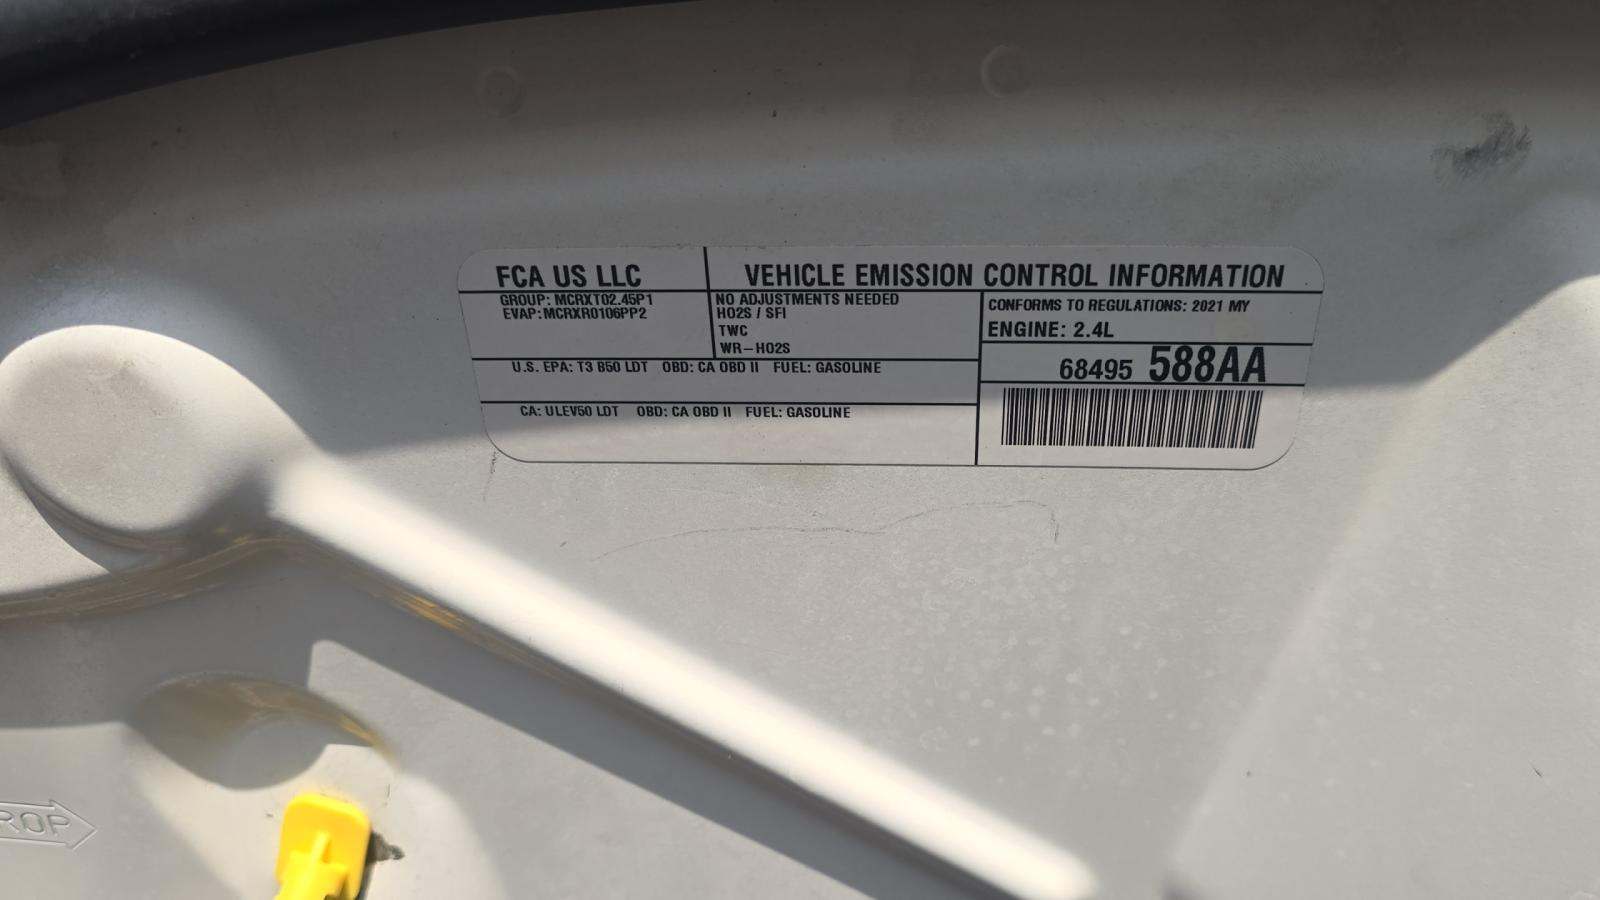 FCA US LLC
VEHICLE EMISSION CONTROL INFORMATION
GROUP: MCRXT02.45P1
EVAP: MCRXR0106PP2
NO ADJUSTMENTS NEEDED
HO2S / SFI
TWC
WR-HO2S
CONFORMS TO REGULATIONS: 2021 MY
ENGINE: 2.4L
68495 588AA
U.S. EPA: T3 B50 LDT OBD: CA OBD II FUEL: GASOLINE
CA: ULEV50 LDT OBD: CA OBD II FUEL: GASOLINE